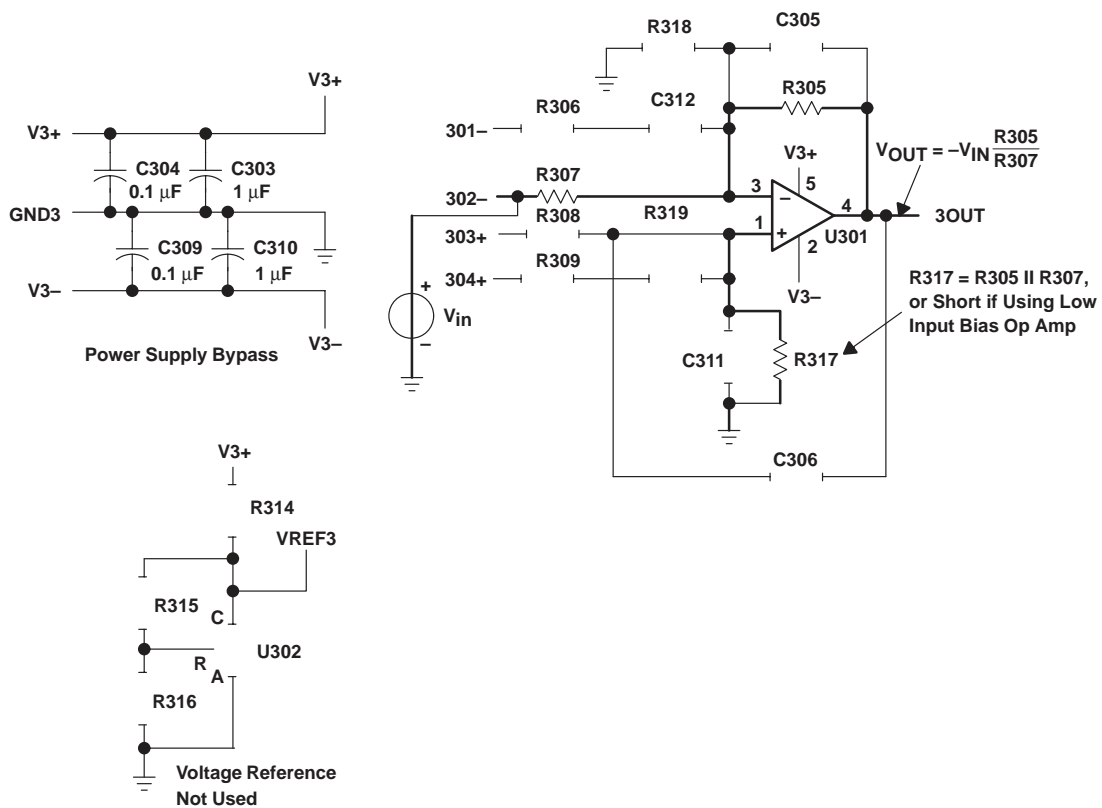 V3+
V3+
C304
0.1 μF
C303
1 μF
GND3
C309
0.1 μF
C310
1 μF
V3–
V3–
Power Supply Bypass
R318
C305
R306
C312
R305
301–
V3+
VOUT = –VIN R305
R307
R307
302–
3
–
5
4
3OUT
R308
R319
303+
1
+
2
U301
R309
304+
V3–
+
Vin
–
R317 = R305 II R307,
or Short if Using Low
Input Bias Op Amp
C311
R317
C306
V3+
R314
VREF3
R315
C
U302
R
A
R316
Voltage Reference
Not Used